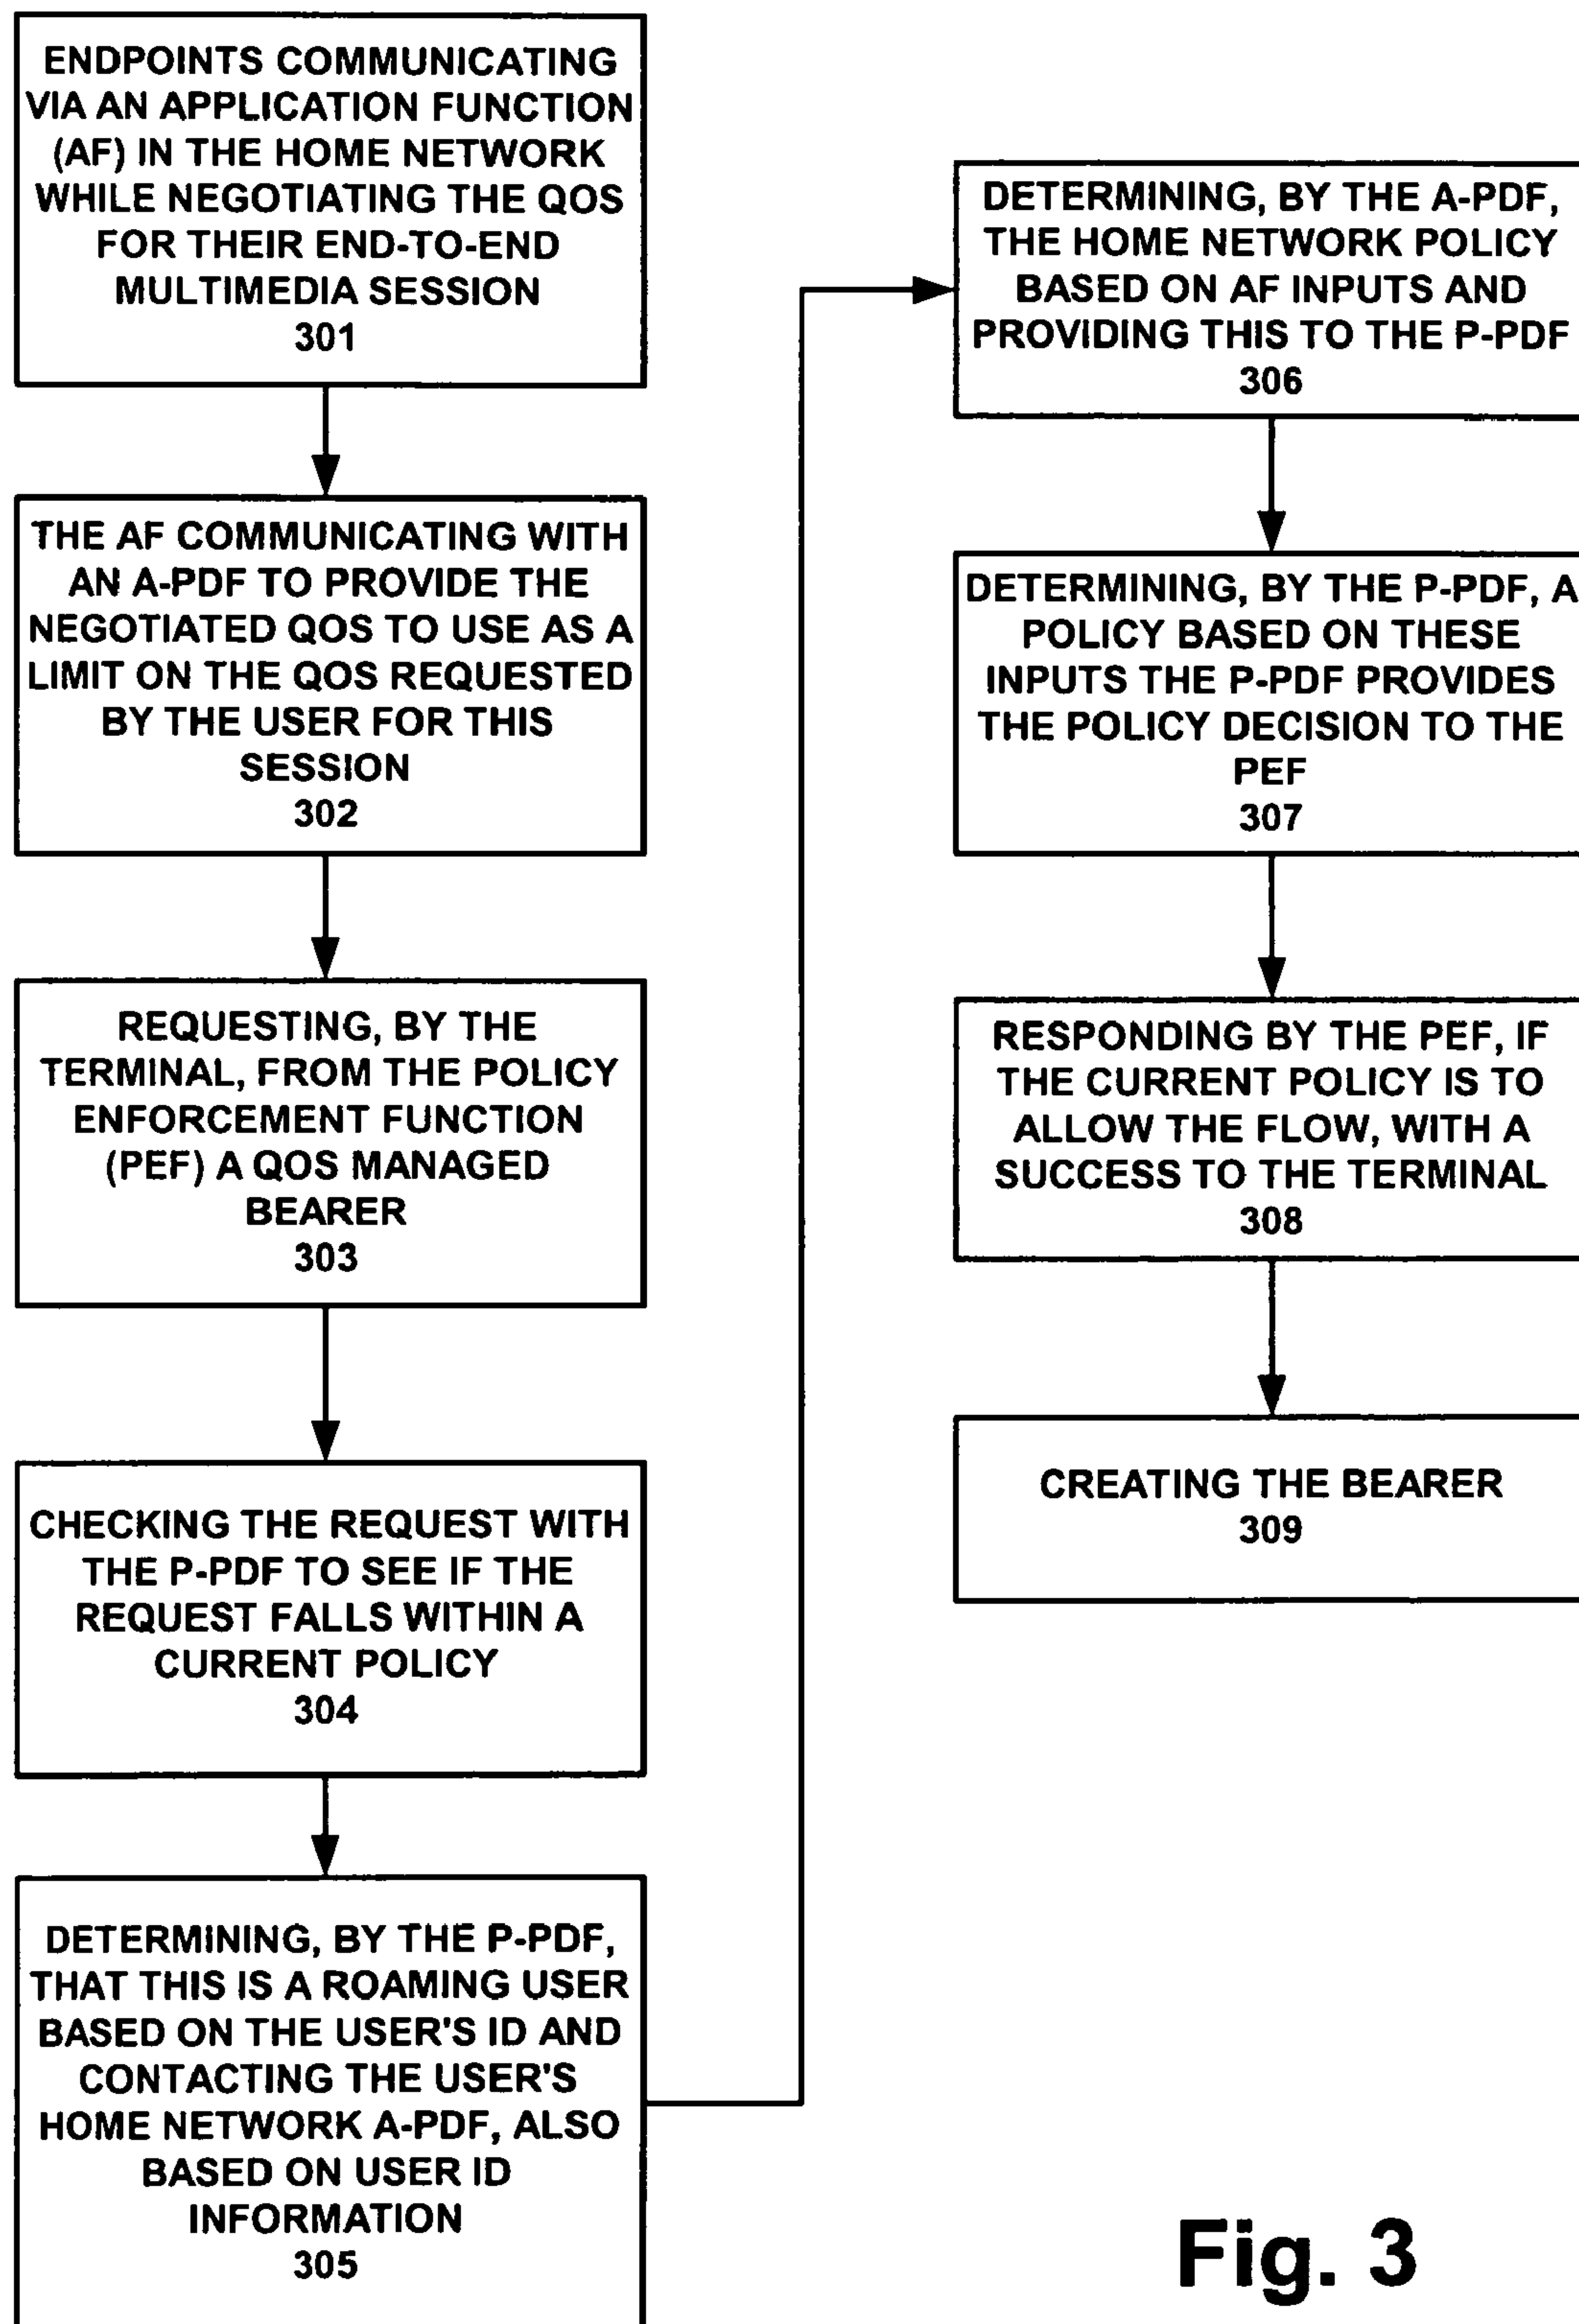 ENDPOINTS COMMUNICATING
VIA AN APPLICATION FUNCTION
(AF) IN THE HOME NETWORK
WHILE NEGOTIATING THE QOS
FOR THEIR END-TO-END
MULTIMEDIA SESSION
301
THE AF COMMUNICATING WITH
AN A-PDF TO PROVIDE THE
NEGOTIATED QOS TO USE AS A
LIMIT ON THE QOS REQUESTED
BY THE USER FOR THIS
SESSION
302
REQUESTING, BY THE
TERMINAL, FROM THE POLICY
ENFORCEMENT FUNCTION
(PEF) A QOS MANAGED
BEARER
303
CHECKING THE REQUEST WITH
THE P-PDF TO SEE IF THE
REQUEST FALLS WITHIN A
CURRENT POLICY
304
DETERMINING, BY THE P-PDF,
THAT THIS IS A ROAMING USER
BASED ON THE USER'S ID AND
CONTACTING THE USER'S
HOME NETWORK A-PDF, ALSO
BASED ON USER ID
INFORMATION
305
DETERMINING, BY THE A-PDF,
THE HOME NETWORK POLICY
BASED ON AF INPUTS AND
PROVIDING THIS TO THE P-PDF
306
DETERMINING, BY THE P-PDF, A
POLICY BASED ON THESE
INPUTS THE P-PDF PROVIDES
THE POLICY DECISION TO THE
PEF
307
RESPONDING BY THE PEF, IF
THE CURRENT POLICY IS TO
ALLOW THE FLOW, WITH A
SUCCESS TO THE TERMINAL
308
CREATING THE BEARER
309
Fig. 3